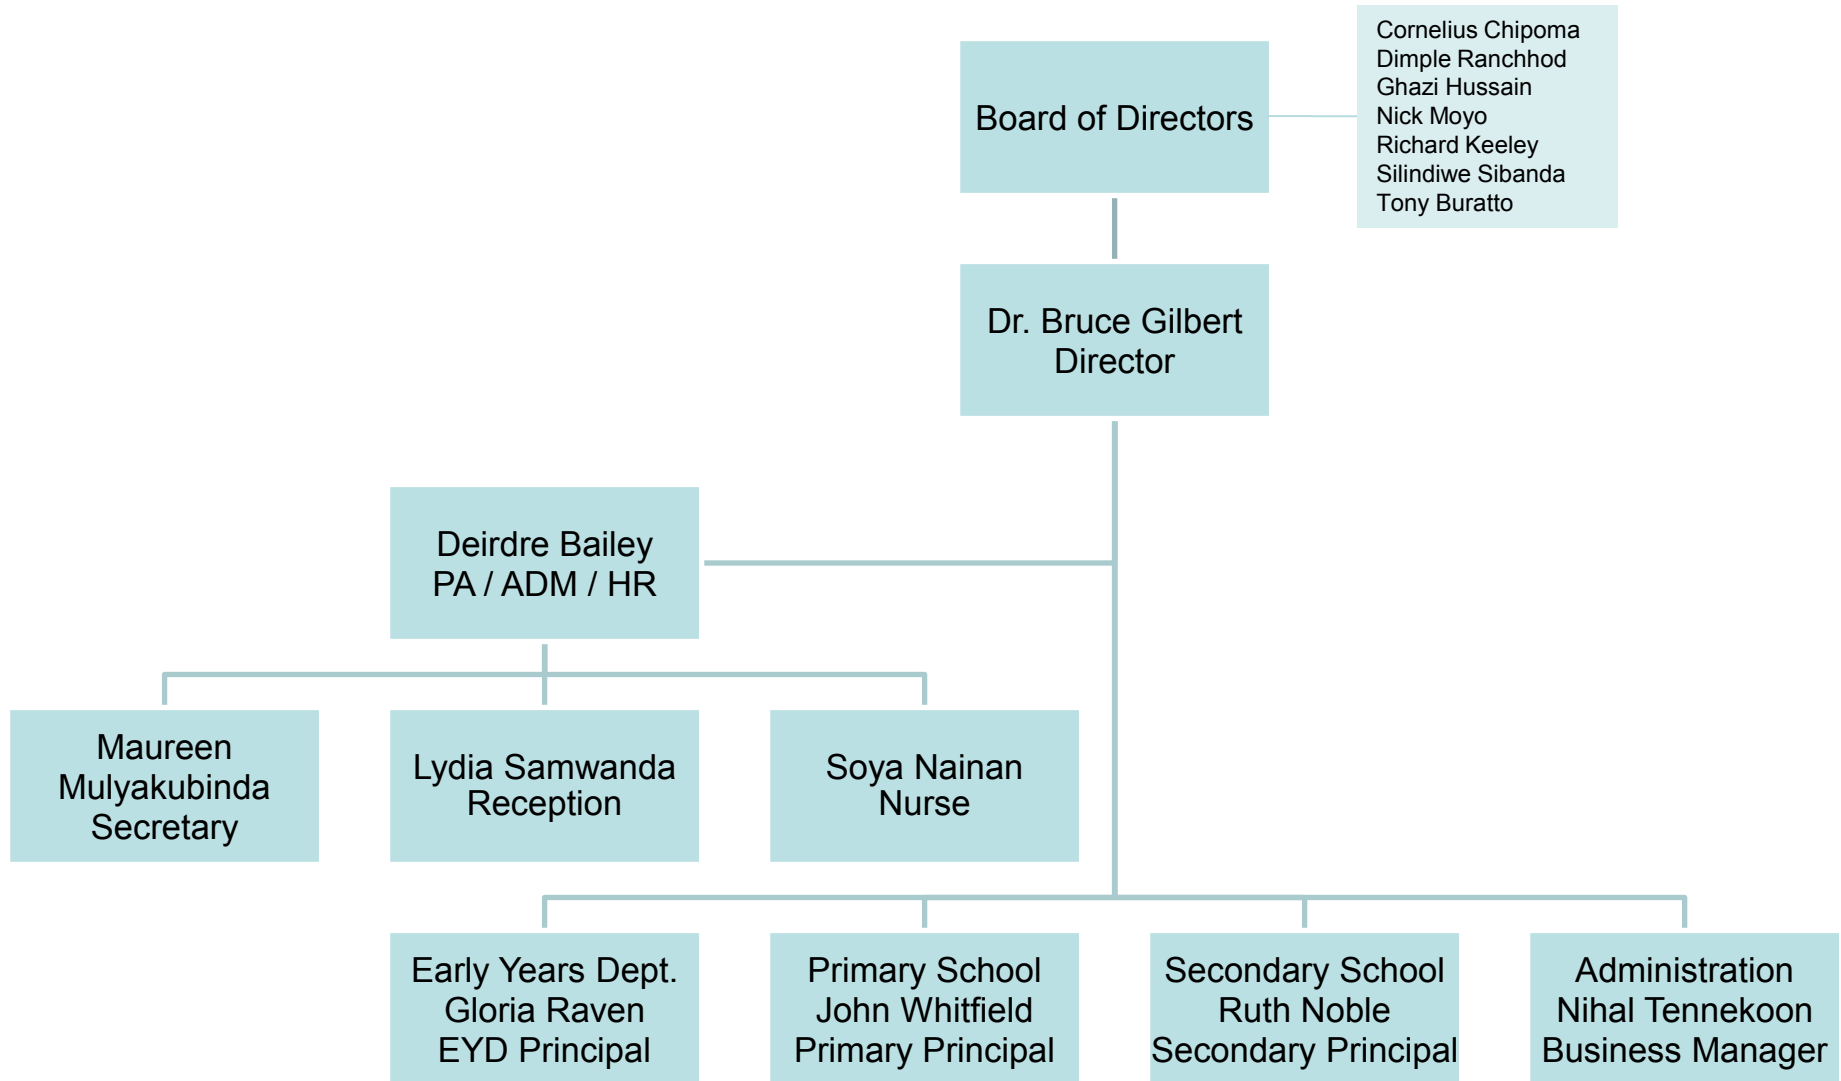 Board of Directors
Cornelius Chipoma
Dimple Ranchhod
Ghazi Hussain
Nick Moyo
Richard Keeley
Silindiwe Sibanda
Tony Buratto
Dr. Bruce Gilbert
Director
Deirdre Bailey
PA / ADM / HR
Maureen
Mulyakubinda
Secretary
Lydia Samwanda
Reception
Soya Nainan
Nurse
Early Years Dept.
Gloria Raven
EYD Principal
Primary School
John Whitfield
Primary Principal
Secondary School
Ruth Noble
Secondary Principal
Administration
Nihal Tennekoon
Business Manager